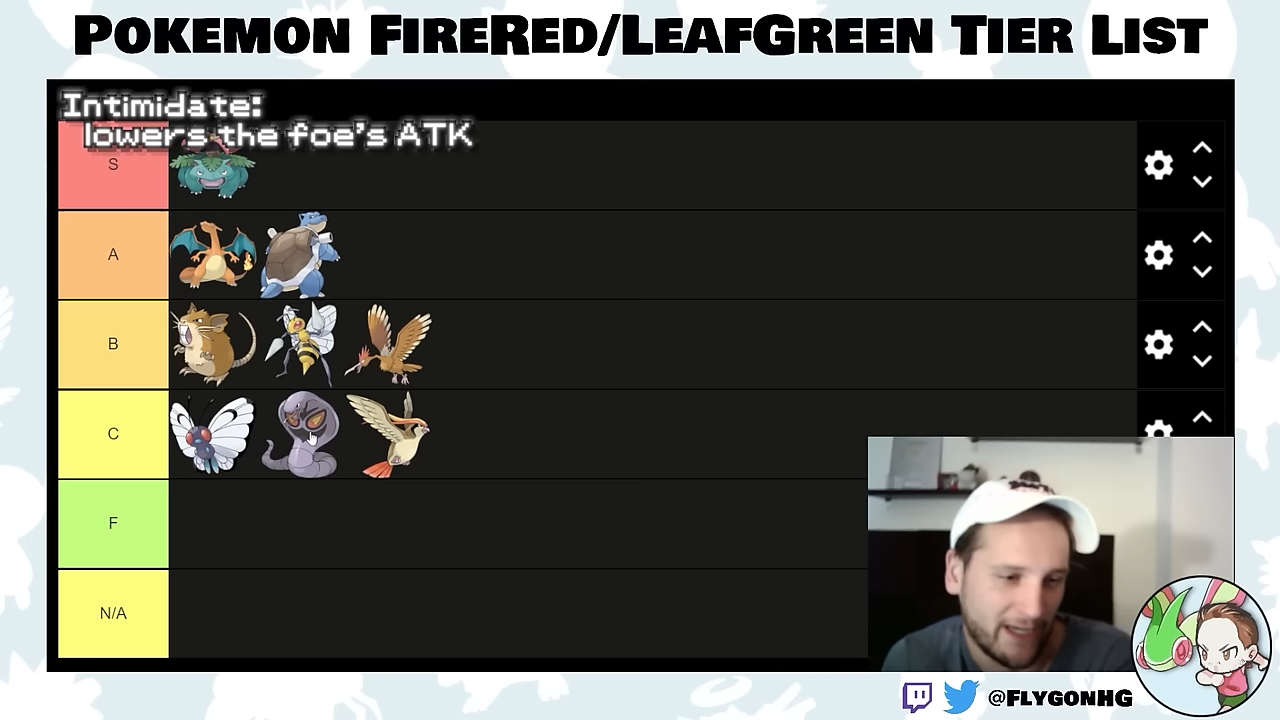 POKEMON FIRERED/LEAFGREEN TIER LIST
Intimidate:
lowers the foe's ATK
S
A
B
C
F
N/A
@FLYGONHG